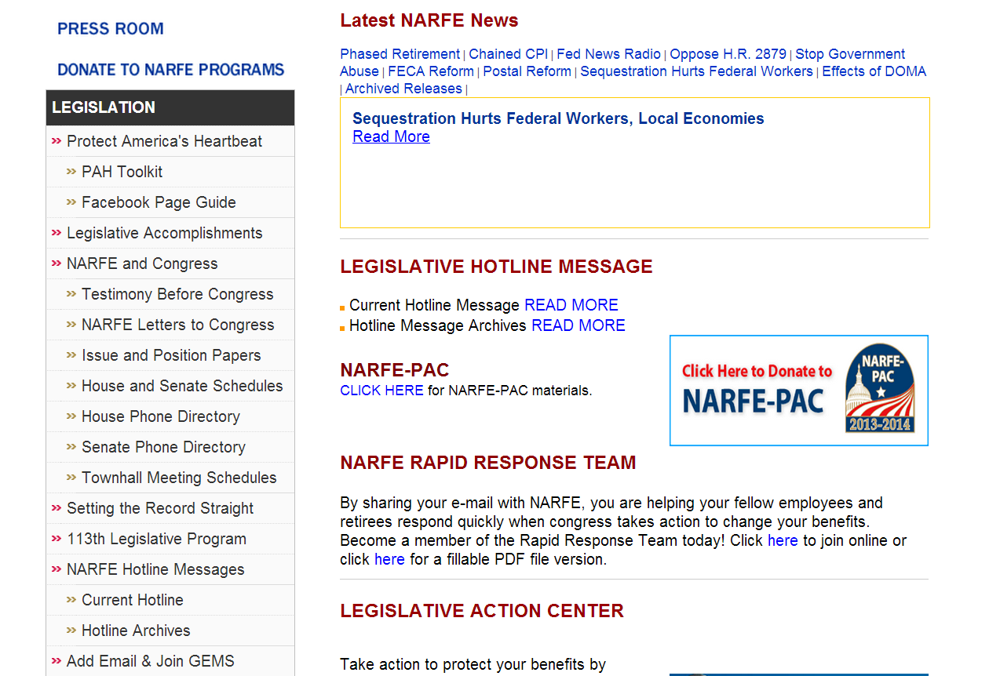 PRESS ROOM
DONATE TO NARFE PROGRAMS
LEGISLATION
Protect America's Heartbeat
PAH Toolkit
Facebook Page Guide
Legislative Accomplishments
NARFE and Congress
Testimony Before Congress
NARFE Letters to Congress
Issue and Position Papers
House and Senate Schedules
House Phone Directory
Senate Phone Directory
Townhall Meeting Schedules
Setting the Record Straight
113th Legislative Program
NARFE Hotline Messages
Current Hotline
Hotline Archives
Add Email & Join GEMS
Latest NARFE News
Phased Retirement | Chained CPI | Fed News Radio | Oppose H.R. 2879 | Stop Government
Abuse | FECA Reform | Postal Reform | Sequestration Hurts Federal Workers | Effects of DOMA
| Archived Releases |
Sequestration Hurts Federal Workers, Local Economies
Read More
LEGISLATIVE HOTLINE MESSAGE
Current Hotline Message READ MORE
Hotline Message Archives READ MORE
NARFE-PAC
CLICK HERE for NARFE-PAC materials.
Click Here to Donate to
NARFE-PAC
NARFE-
PAC
2013-2014
NARFE RAPID RESPONSE TEAM
By sharing your e-mail with NARFE, you are helping your fellow employees and
retirees respond quickly when congress takes action to change your benefits.
Become a member of the Rapid Response Team today! Click here to join online or
click here for a fillable PDF file version.
LEGISLATIVE ACTION CENTER
Take action to protect your benefits by